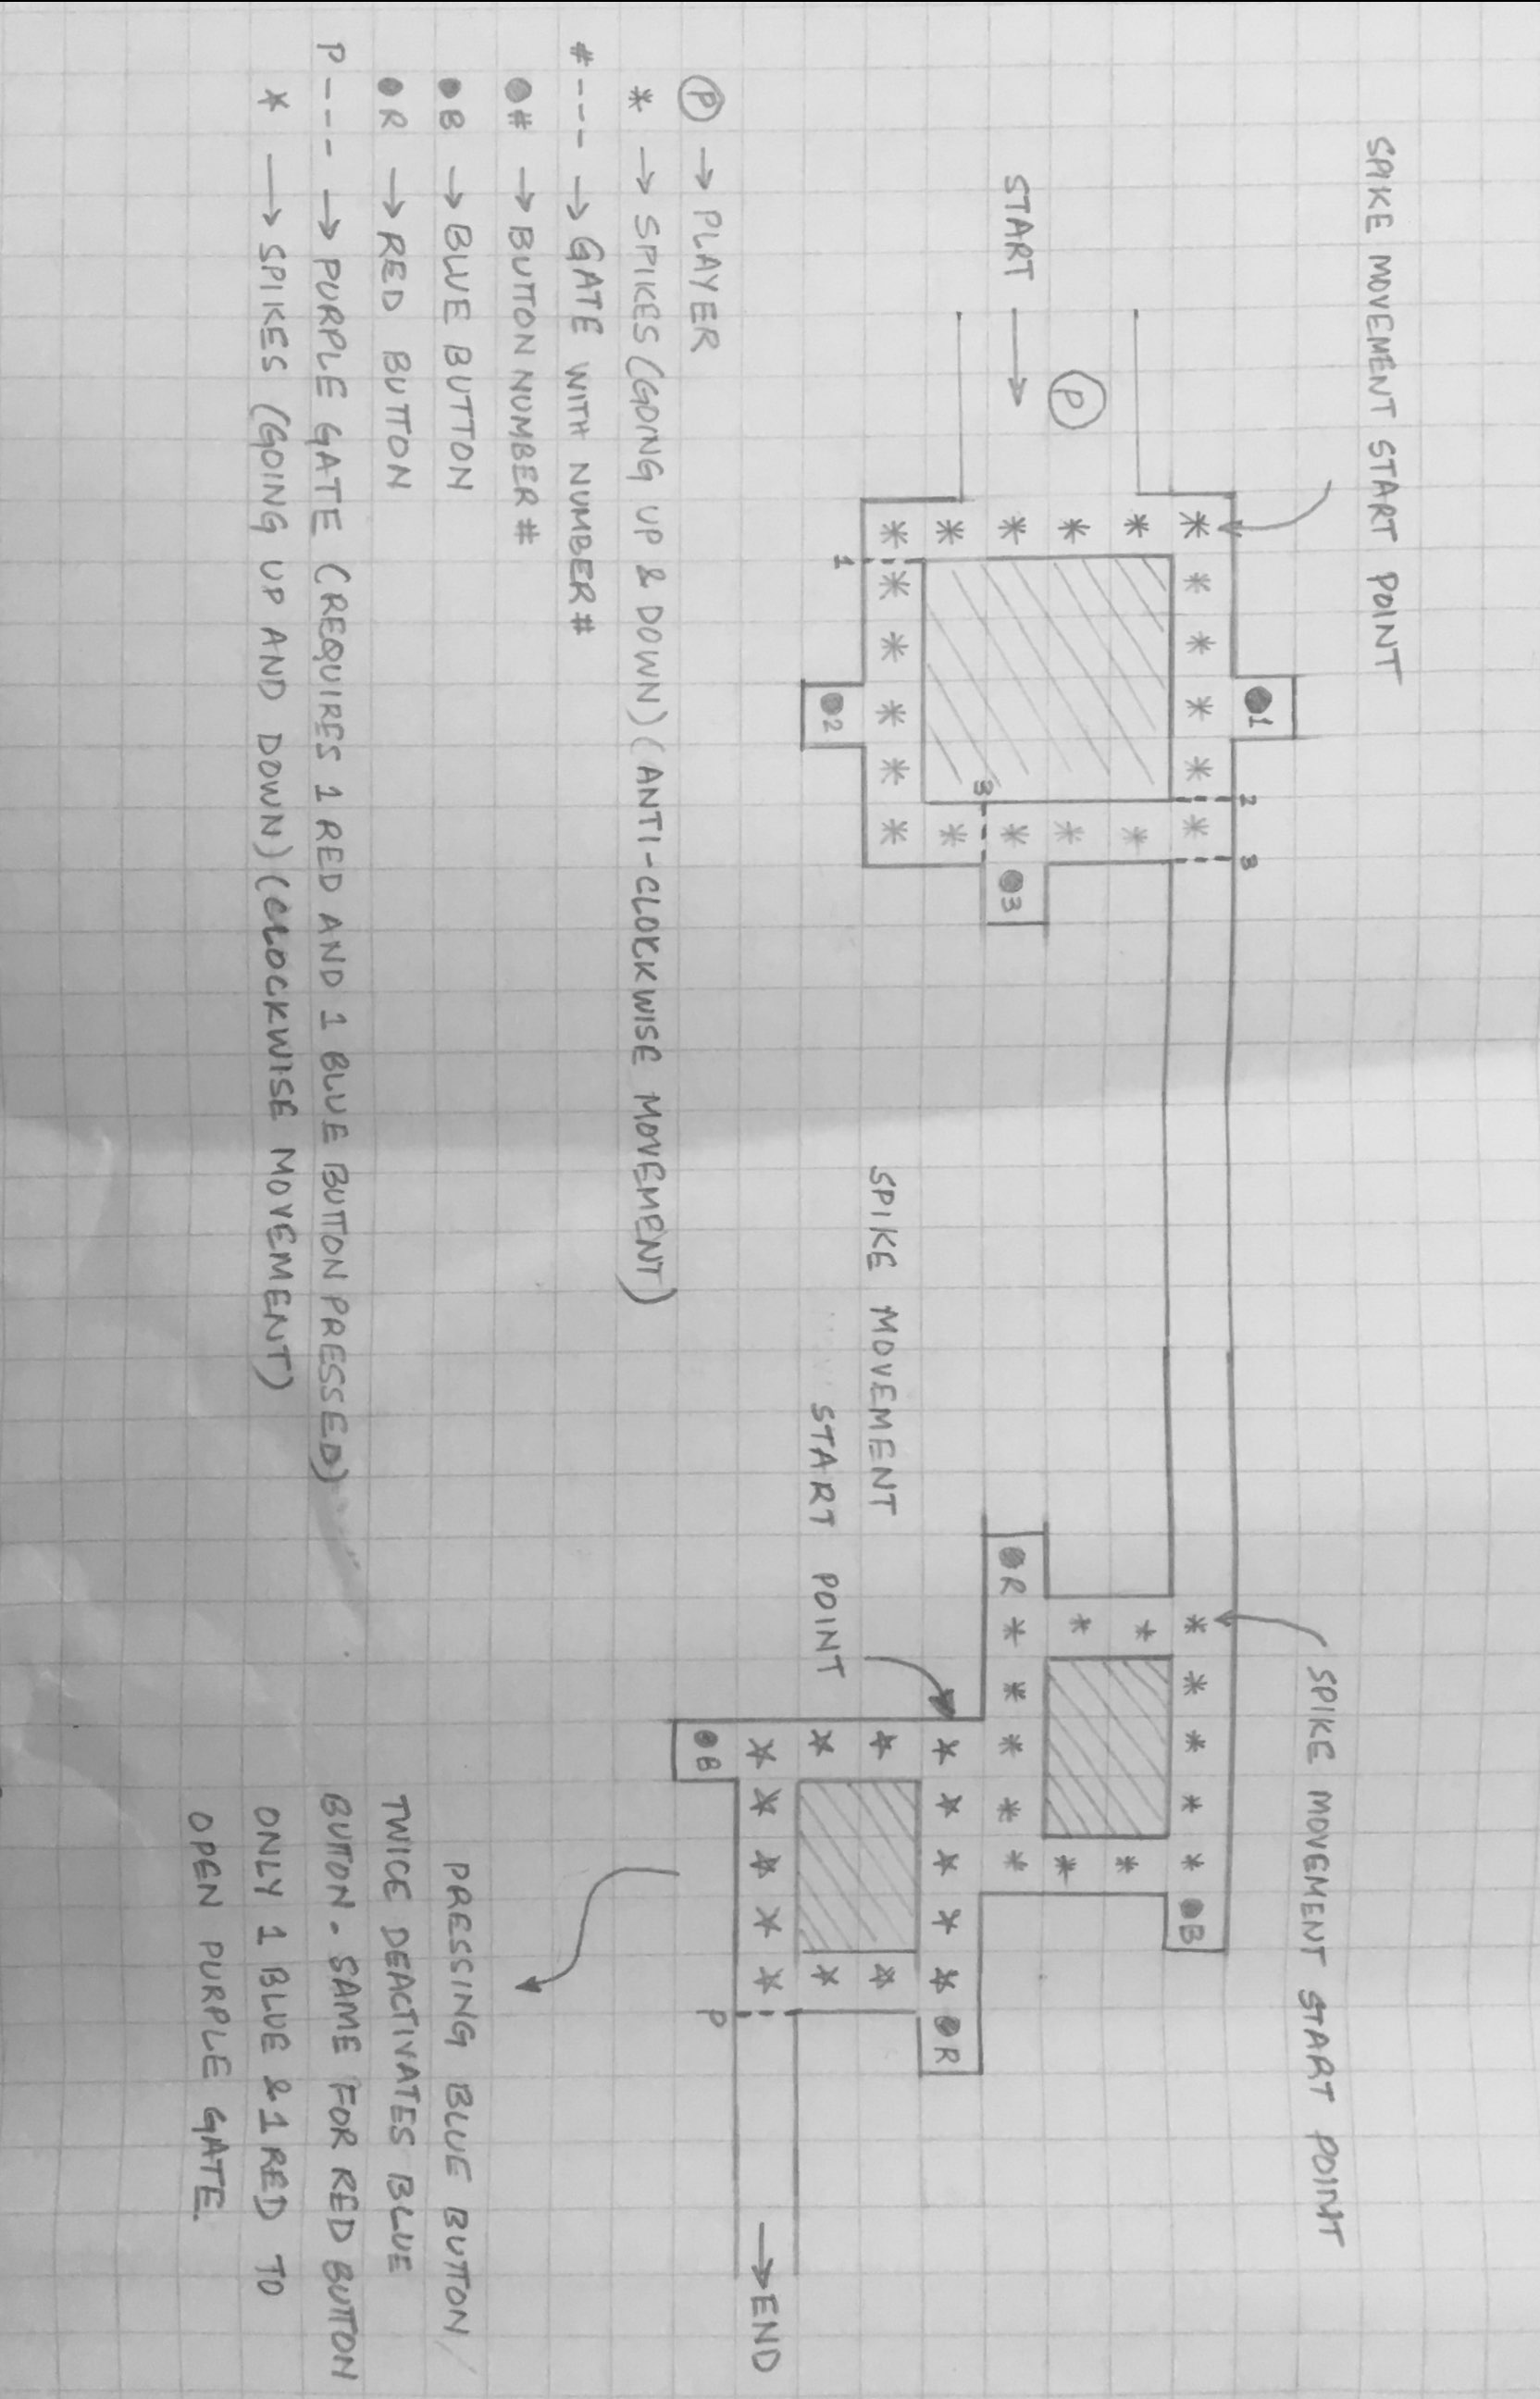 SPIKE MOVEMENT START POINT
SPIKE MOVEMENT START POINT
1
2
3
START
P
3
3
B
R
1
2
SPIKE MOVEMENT
START POINT
R
B
P
END
P → PLAYER
* → SPIKES (GOING UP & DOWN) (ANTI-CLOCKWISE MOVEMENT)
# --- → GATE WITH NUMBER #
# → BUTTON NUMBER #
B → BLUE BUTTON
R → RED BUTTON
P --- → PURPLE GATE (REQUIRES 1 RED AND 1 BLUE BUTTON PRESSED)
* → SPIKES (GOING UP AND DOWN) (CLOCKWISE MOVEMENT)
PRESSING BLUE BUTTON
TWICE DEACTIVATES BLUE
BUTTON - SAME FOR RED BUTTON
ONLY 1 BLUE & 1 RED TO
OPEN PURPLE GATE.